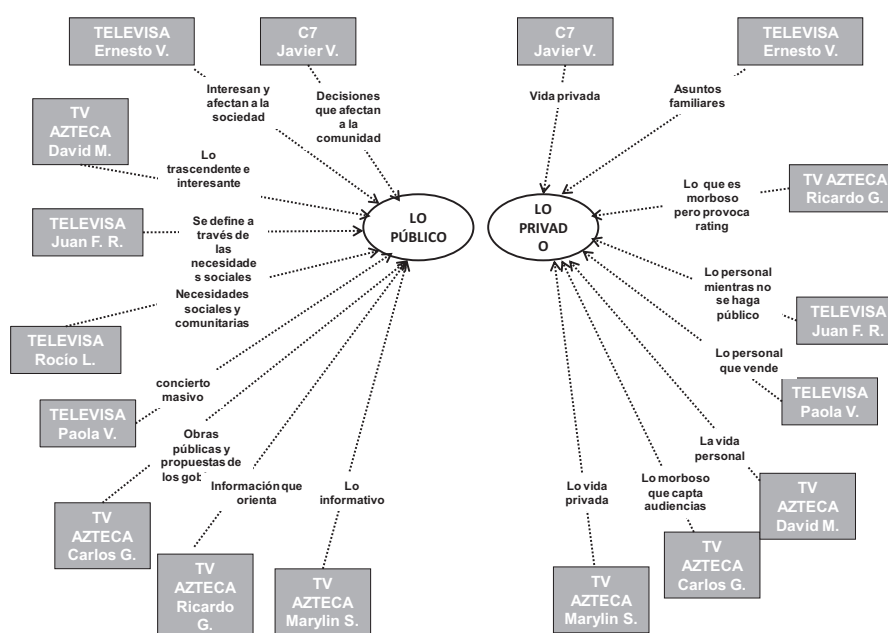 TELEVISA
Ernesto V.
C7
Javier V.
Interesan y
afectan a la
sociedad
Decisiones
que afectan
a la
comunidad
TV
AZTECA
David M.
Lo
trascendente e
interesante
TELEVISA
Juan F. R.
Se define a
través de
las
necesidade
s sociales
LO
PÚBLICO
Necesidades
sociales y
comunitarias
TELEVISA
Rocío L.
concierto
masivo
TELEVISA
Paola V.
Obras
públicas y
propuestas de
los gob
TV
AZTECA
Carlos G.
Información que
orienta
TV
AZTECA
Ricardo
G.
Lo
informativo
TV
AZTECA
Marylin S.
C7
Javier V.
TELEVISA
Ernesto V.
Vida privada
Asuntos
familiares
LO
PRIVAD
O
Lo que es
morboso
pero provoca
rating
TV AZTECA
Ricardo G.
Lo personal
mientras no
se haga
público
TELEVISA
Juan F. R.
Lo personal
que vende
TELEVISA
Paola V.
La vida
personal
TV
AZTECA
David M.
Lo morboso
que capta
audiencias
TV
AZTECA
Carlos G.
Lo vida
privada
TV
AZTECA
Marylin S.